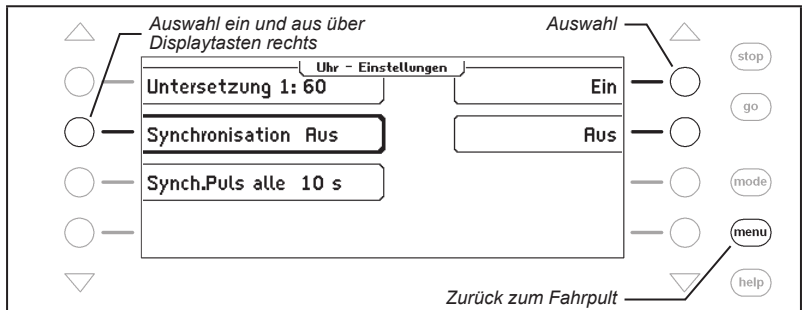 Auswahl ein und aus über
Displaytasten rechts
Auswahl
Uhr - Einstellungen
Untersetzung 1: 60
Ein
Synchronisation Aus
Aus
Synch.Puls alle 10 s
stop
go
mode
menu
help
Zurück zum Fahrpult